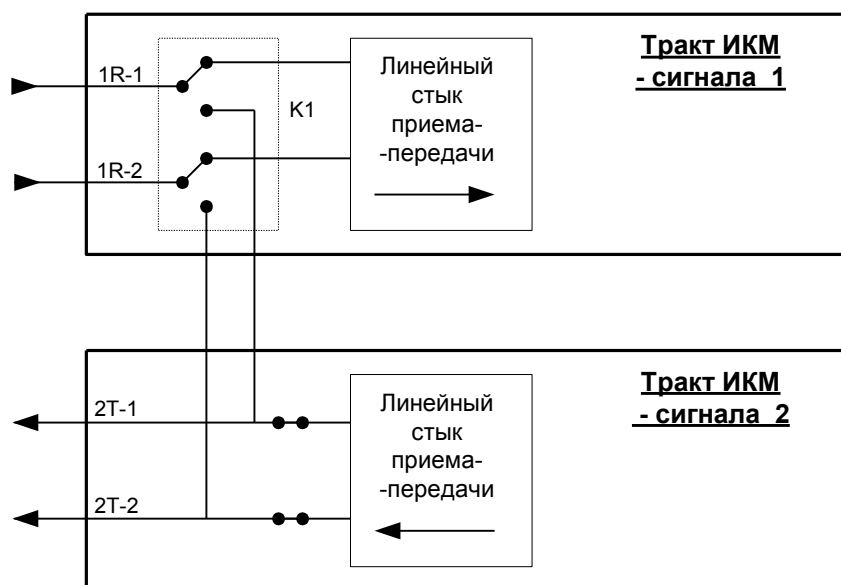 1R-1
К1
1R-2
Линейный
стык
приема-
-передачи
Тракт ИКМ
- сигнала 1
2T-1
2T-2
Линейный
стык
приема-
-передачи
Тракт ИКМ
- сигнала 2